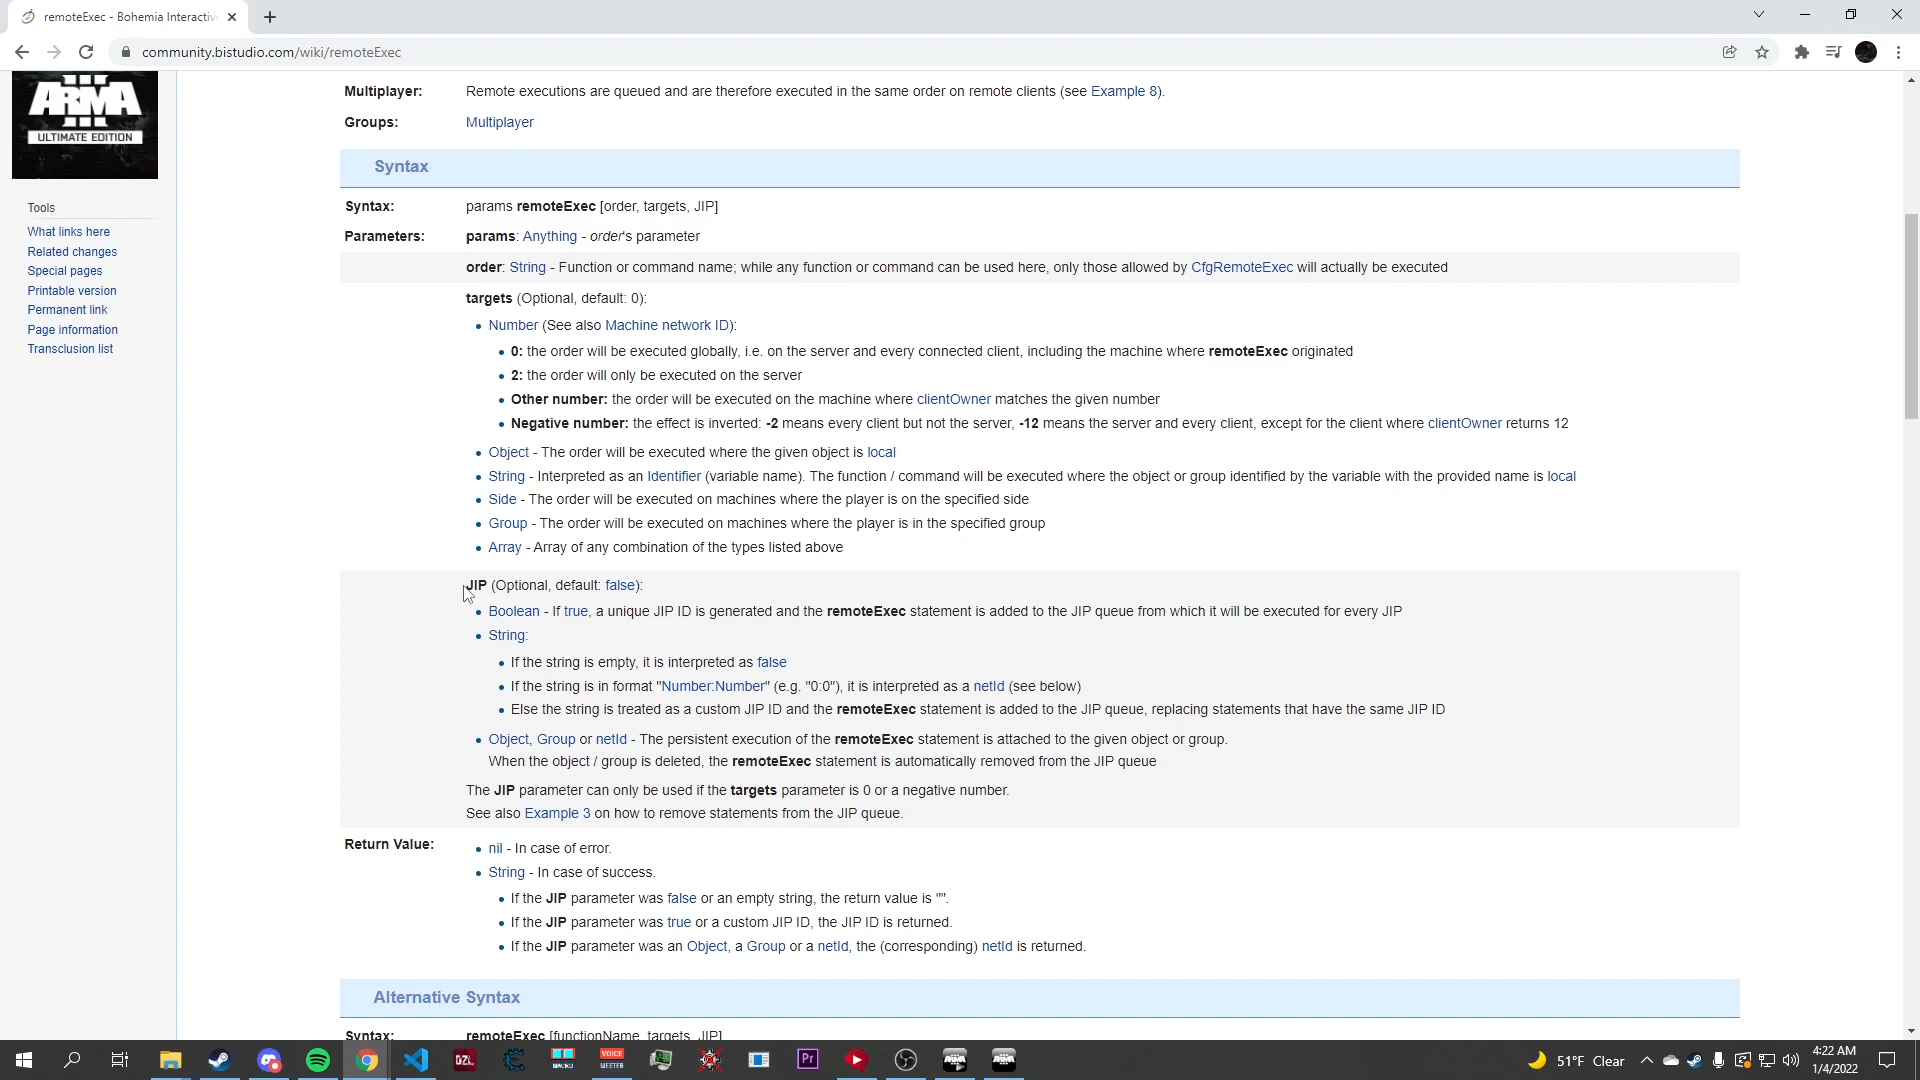 remoteExec - Bohemia Interactive
community.bistudio.com/wiki/remoteExec
ARMA
III
ULTIMATE EDITION
Tools
What links here
Related changes
Special pages
Printable version
Permanent link
Page information
Transclusion list
Multiplayer: Remote executions are queued and are therefore executed in the same order on remote clients (see Example 8).
Groups: Multiplayer
Syntax
Syntax: params remoteExec [order, targets, JIP]
Parameters: params: Anything - order's parameter
order: String - Function or command name; while any function or command can be used here, only those allowed by CfgRemoteExec will actually be executed
targets (Optional, default: 0):
Number (See also Machine network ID):
0: the order will be executed globally, i.e. on the server and every connected client, including the machine where remoteExec originated
2: the order will only be executed on the server
Other number: the order will be executed on the machine where clientOwner matches the given number
Negative number: the effect is inverted: -2 means every client but not the server, -12 means the server and every client, except for the client where clientOwner returns 12
Object - The order will be executed where the given object is local
String - Interpreted as an Identifier (variable name). The function / command will be executed where the object or group identified by the variable with the provided name is local
Side - The order will be executed on machines where the player is on the specified side
Group - The order will be executed on machines where the player is in the specified group
Array - Array of any combination of the types listed above
JIP (Optional, default: false):
Boolean - If true, a unique JIP ID is generated and the remoteExec statement is added to the JIP queue from which it will be executed for every JIP
String:
If the string is empty, it is interpreted as false
If the string is in format "Number:Number" (e.g. "0:0"), it is interpreted as a netId (see below)
Else the string is treated as a custom JIP ID and the remoteExec statement is added to the JIP queue, replacing statements that have the same JIP ID
Object, Group or netId - The persistent execution of the remoteExec statement is attached to the given object or group.
When the object / group is deleted, the remoteExec statement is automatically removed from the JIP queue
The JIP parameter can only be used if the targets parameter is 0 or a negative number.
See also Example 3 on how to remove statements from the JIP queue.
Return Value:
nil - In case of error.
String - In case of success.
If the JIP parameter was false or an empty string, the return value is "".
If the JIP parameter was true or a custom JIP ID, the JIP ID is returned.
If the JIP parameter was an Object, a Group or a netId, the (corresponding) netId is returned.
Alternative Syntax
Syntax: remoteExec [functionName, targets, JIP]
DZL
MACRO
VOICE
MEETER
Pr
51°F Clear
4:22 AM
1/4/2022